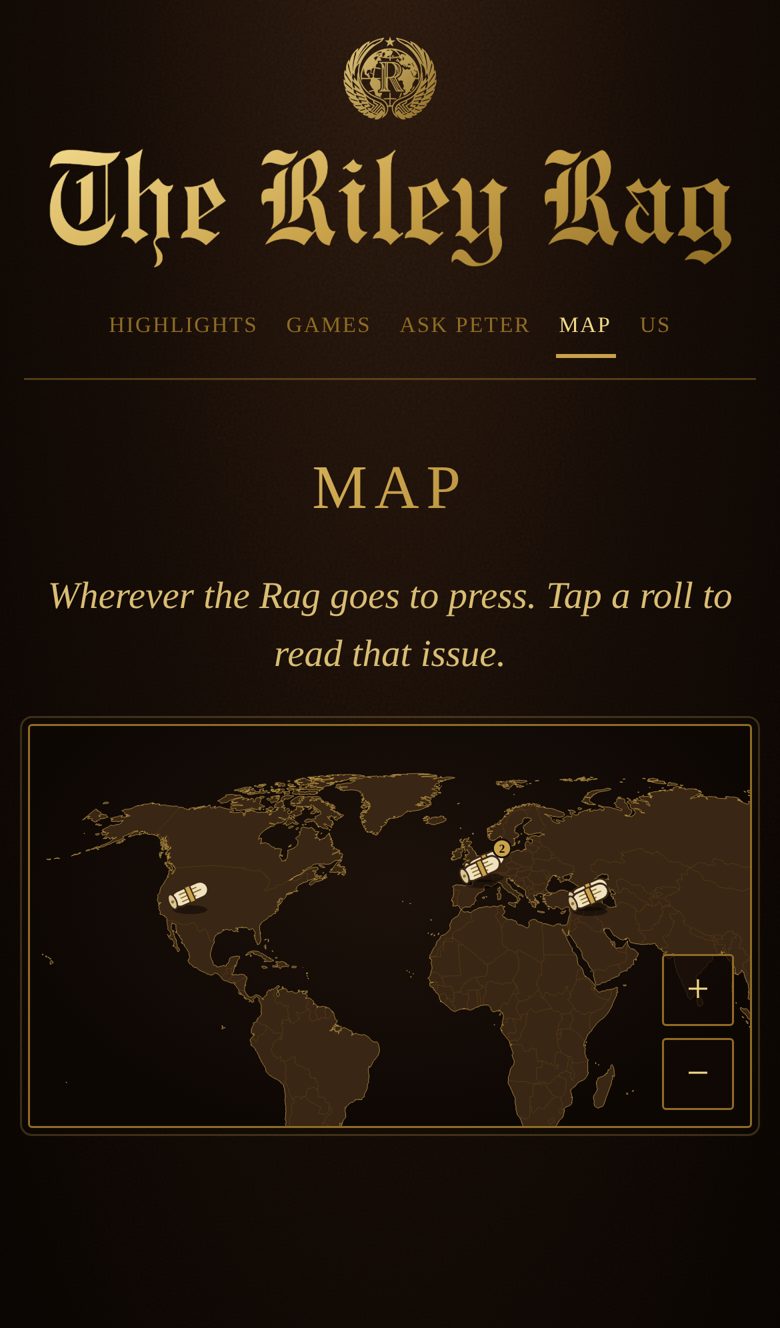 R
The Riley Rag
HIGHLIGHTS GAMES ASK PETER MAP US
MAP
Wherever the Rag goes to press. Tap a roll to
read that issue.
2
+
−